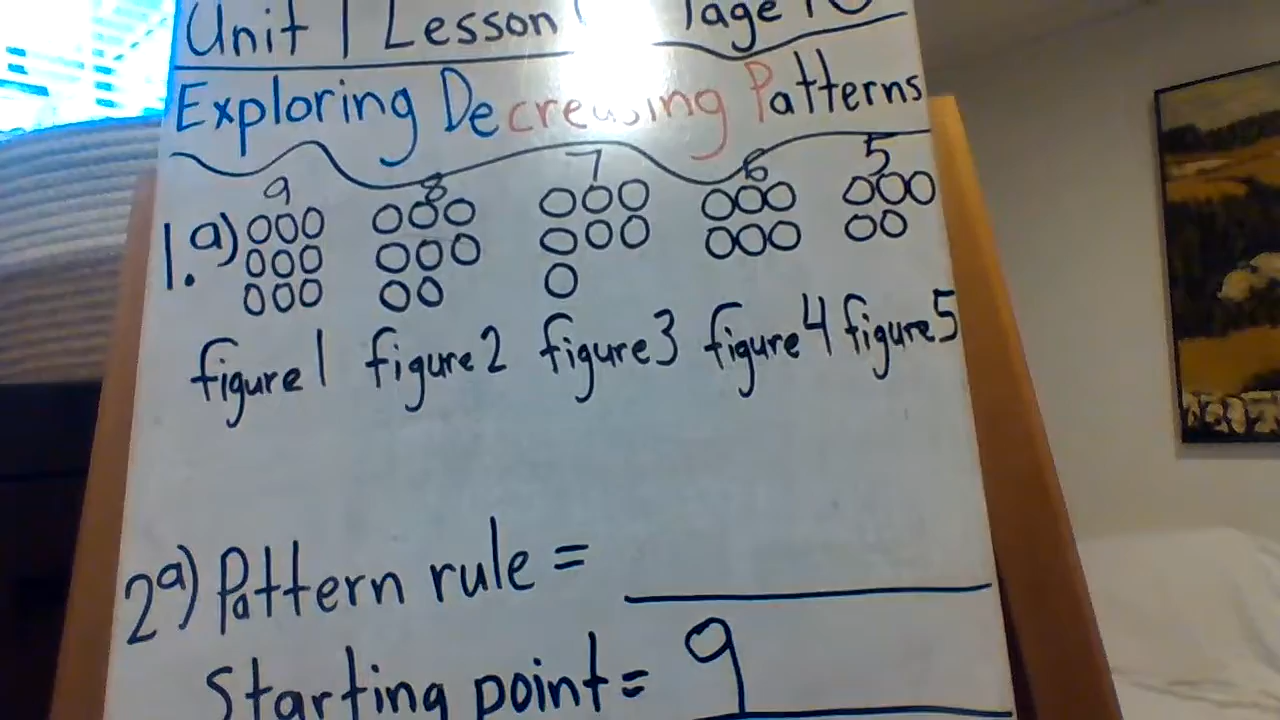 Unit 1 Lesson
Exploring Decreasing Patterns
9 8 7 6 5
1. a)
figure 1 figure 2 figure 3 figure 4 figure 5
2a) Pattern rule =
Starting point = 9